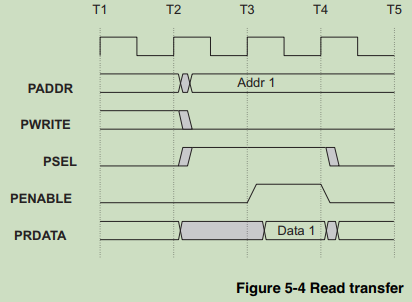 T1 T2 T3 T4 T5
PADDR Addr 1
PWRITE
PSEL
PENABLE
PRDATA Data 1
Figure 5-4 Read transfer